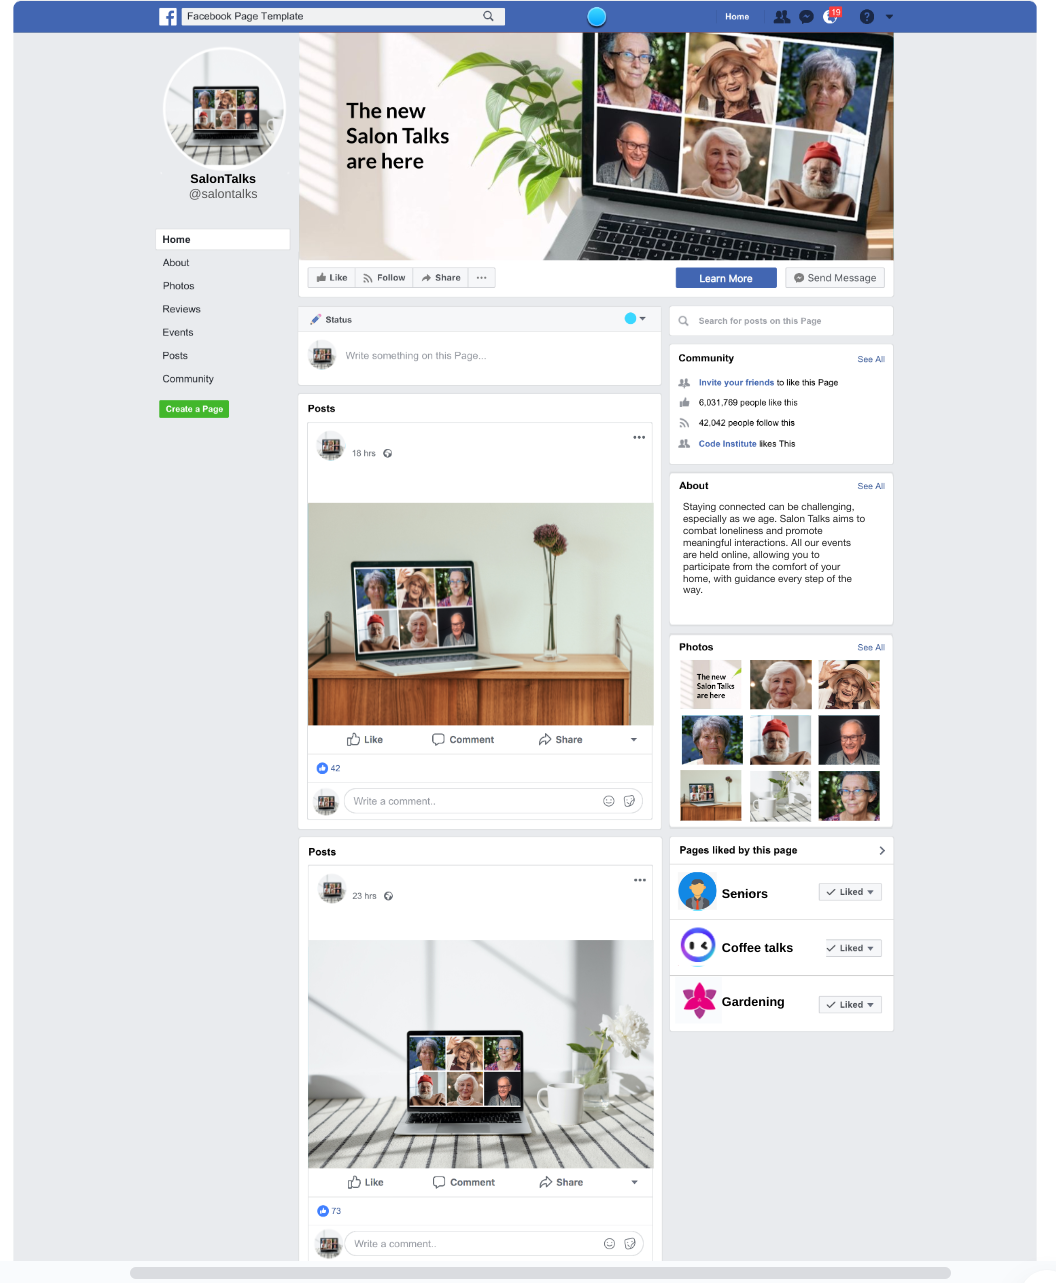 f
Facebook Page Template
Home
19
?
SalonTalks
@salontalks
Home
About
Photos
Reviews
Events
Posts
Community
Create a Page
The new
Salon Talks
are here
Like
Follow
Share
Learn More
Send Message
Status
Write something on this Page...
Posts
18 hrs
Like
Comment
Share
42
Write a comment..
Posts
23 hrs
Like
Comment
Share
73
Write a comment..
Search for posts on this Page
Community
See All
Invite your friends to like this Page
6,031,769 people like this
42,042 people follow this
Code Institute likes This
About
See All
Staying connected can be challenging,
especially as we age. Salon Talks aims to
combat loneliness and promote
meaningful interactions. All our events
are held online, allowing you to
participate from the comfort of your
home, with guidance every step of the
way.
Photos
See All
The new
Salon Talks
are here
Pages liked by this page
Seniors
Liked
Coffee talks
Liked
Gardening
Liked